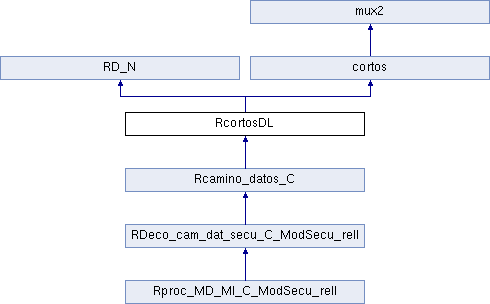 mux2
RD_N
cortos
RcortosDL
Rcamino_datos_C
RDeco_cam_dat_secu_C_ModSecu_rell
Rproc_MD_MI_C_ModSecu_rell